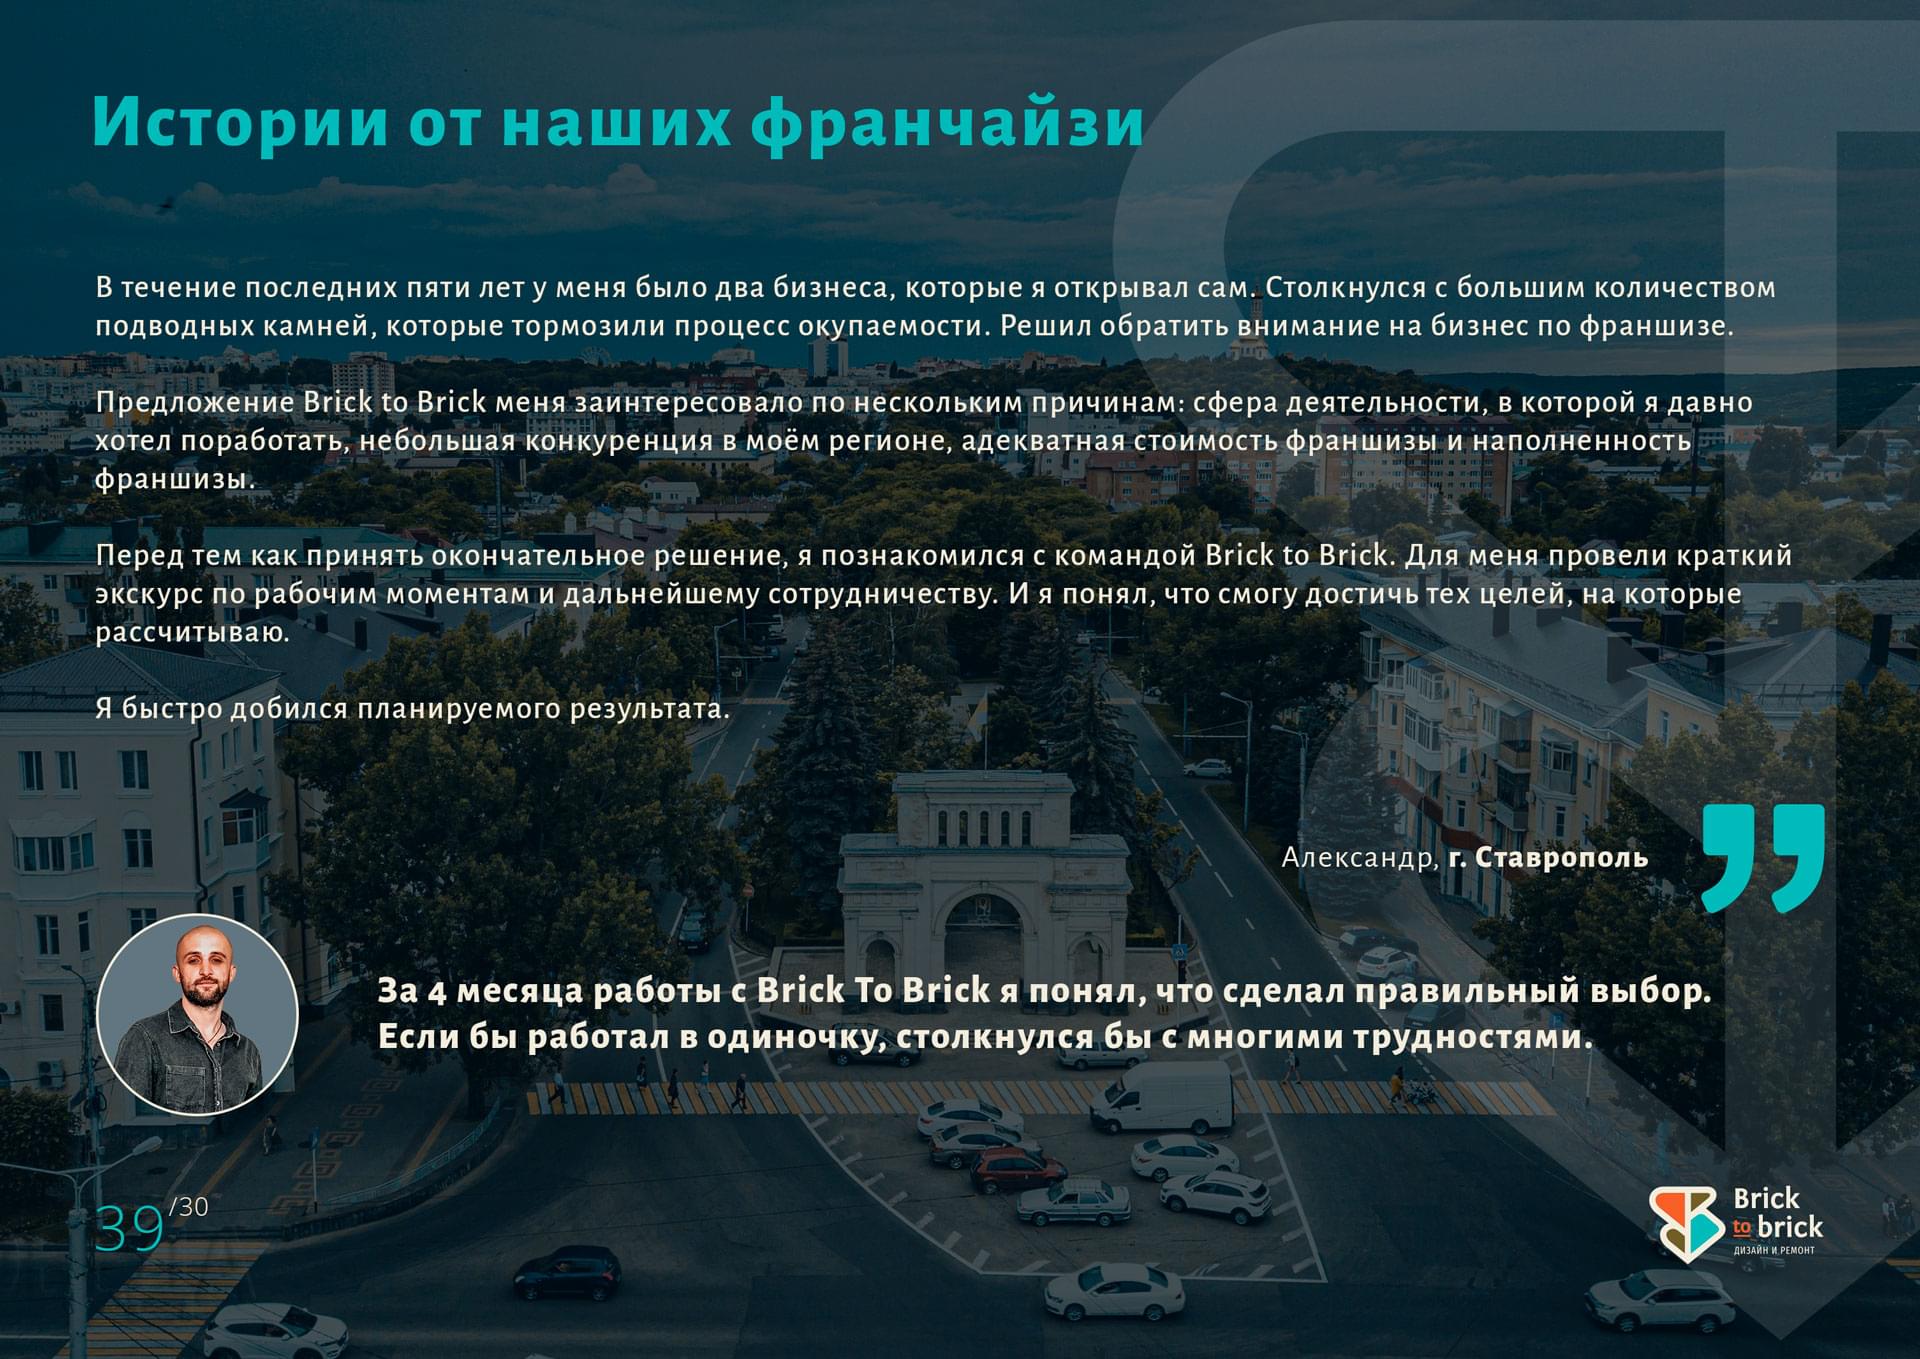 Истории от наших франчайзи
В течение последних пяти лет у меня было два бизнеса, которые я открывал сам. Столкнулся с большим количеством
подводных камней, которые тормозили процесс окупаемости. Решил обратить внимание на бизнес по франшизе.
Предложение Brick to Brick меня заинтересовало по нескольким причинам: сфера деятельности, в которой я давно
хотел поработать, небольшая конкуренция в моём регионе, адекватная стоимость франшизы и наполненность
франшизы.
Перед тем как принять окончательное решение, я познакомился с командой Brick to Brick. Для меня провели краткий
экскурс по рабочим моментам и дальнейшему сотрудничеству. И я понял, что смогу достичь тех целей, на которые
рассчитываю.
Я быстро добился планируемого результата.
Александр, г. Ставрополь
”
За 4 месяца работы с Brick To Brick я понял, что сделал правильный выбор.
Если бы работал в одиночку, столкнулся бы с многими трудностями.
39/30
Brick
to brick
ДИЗАЙН И РЕМОНТ